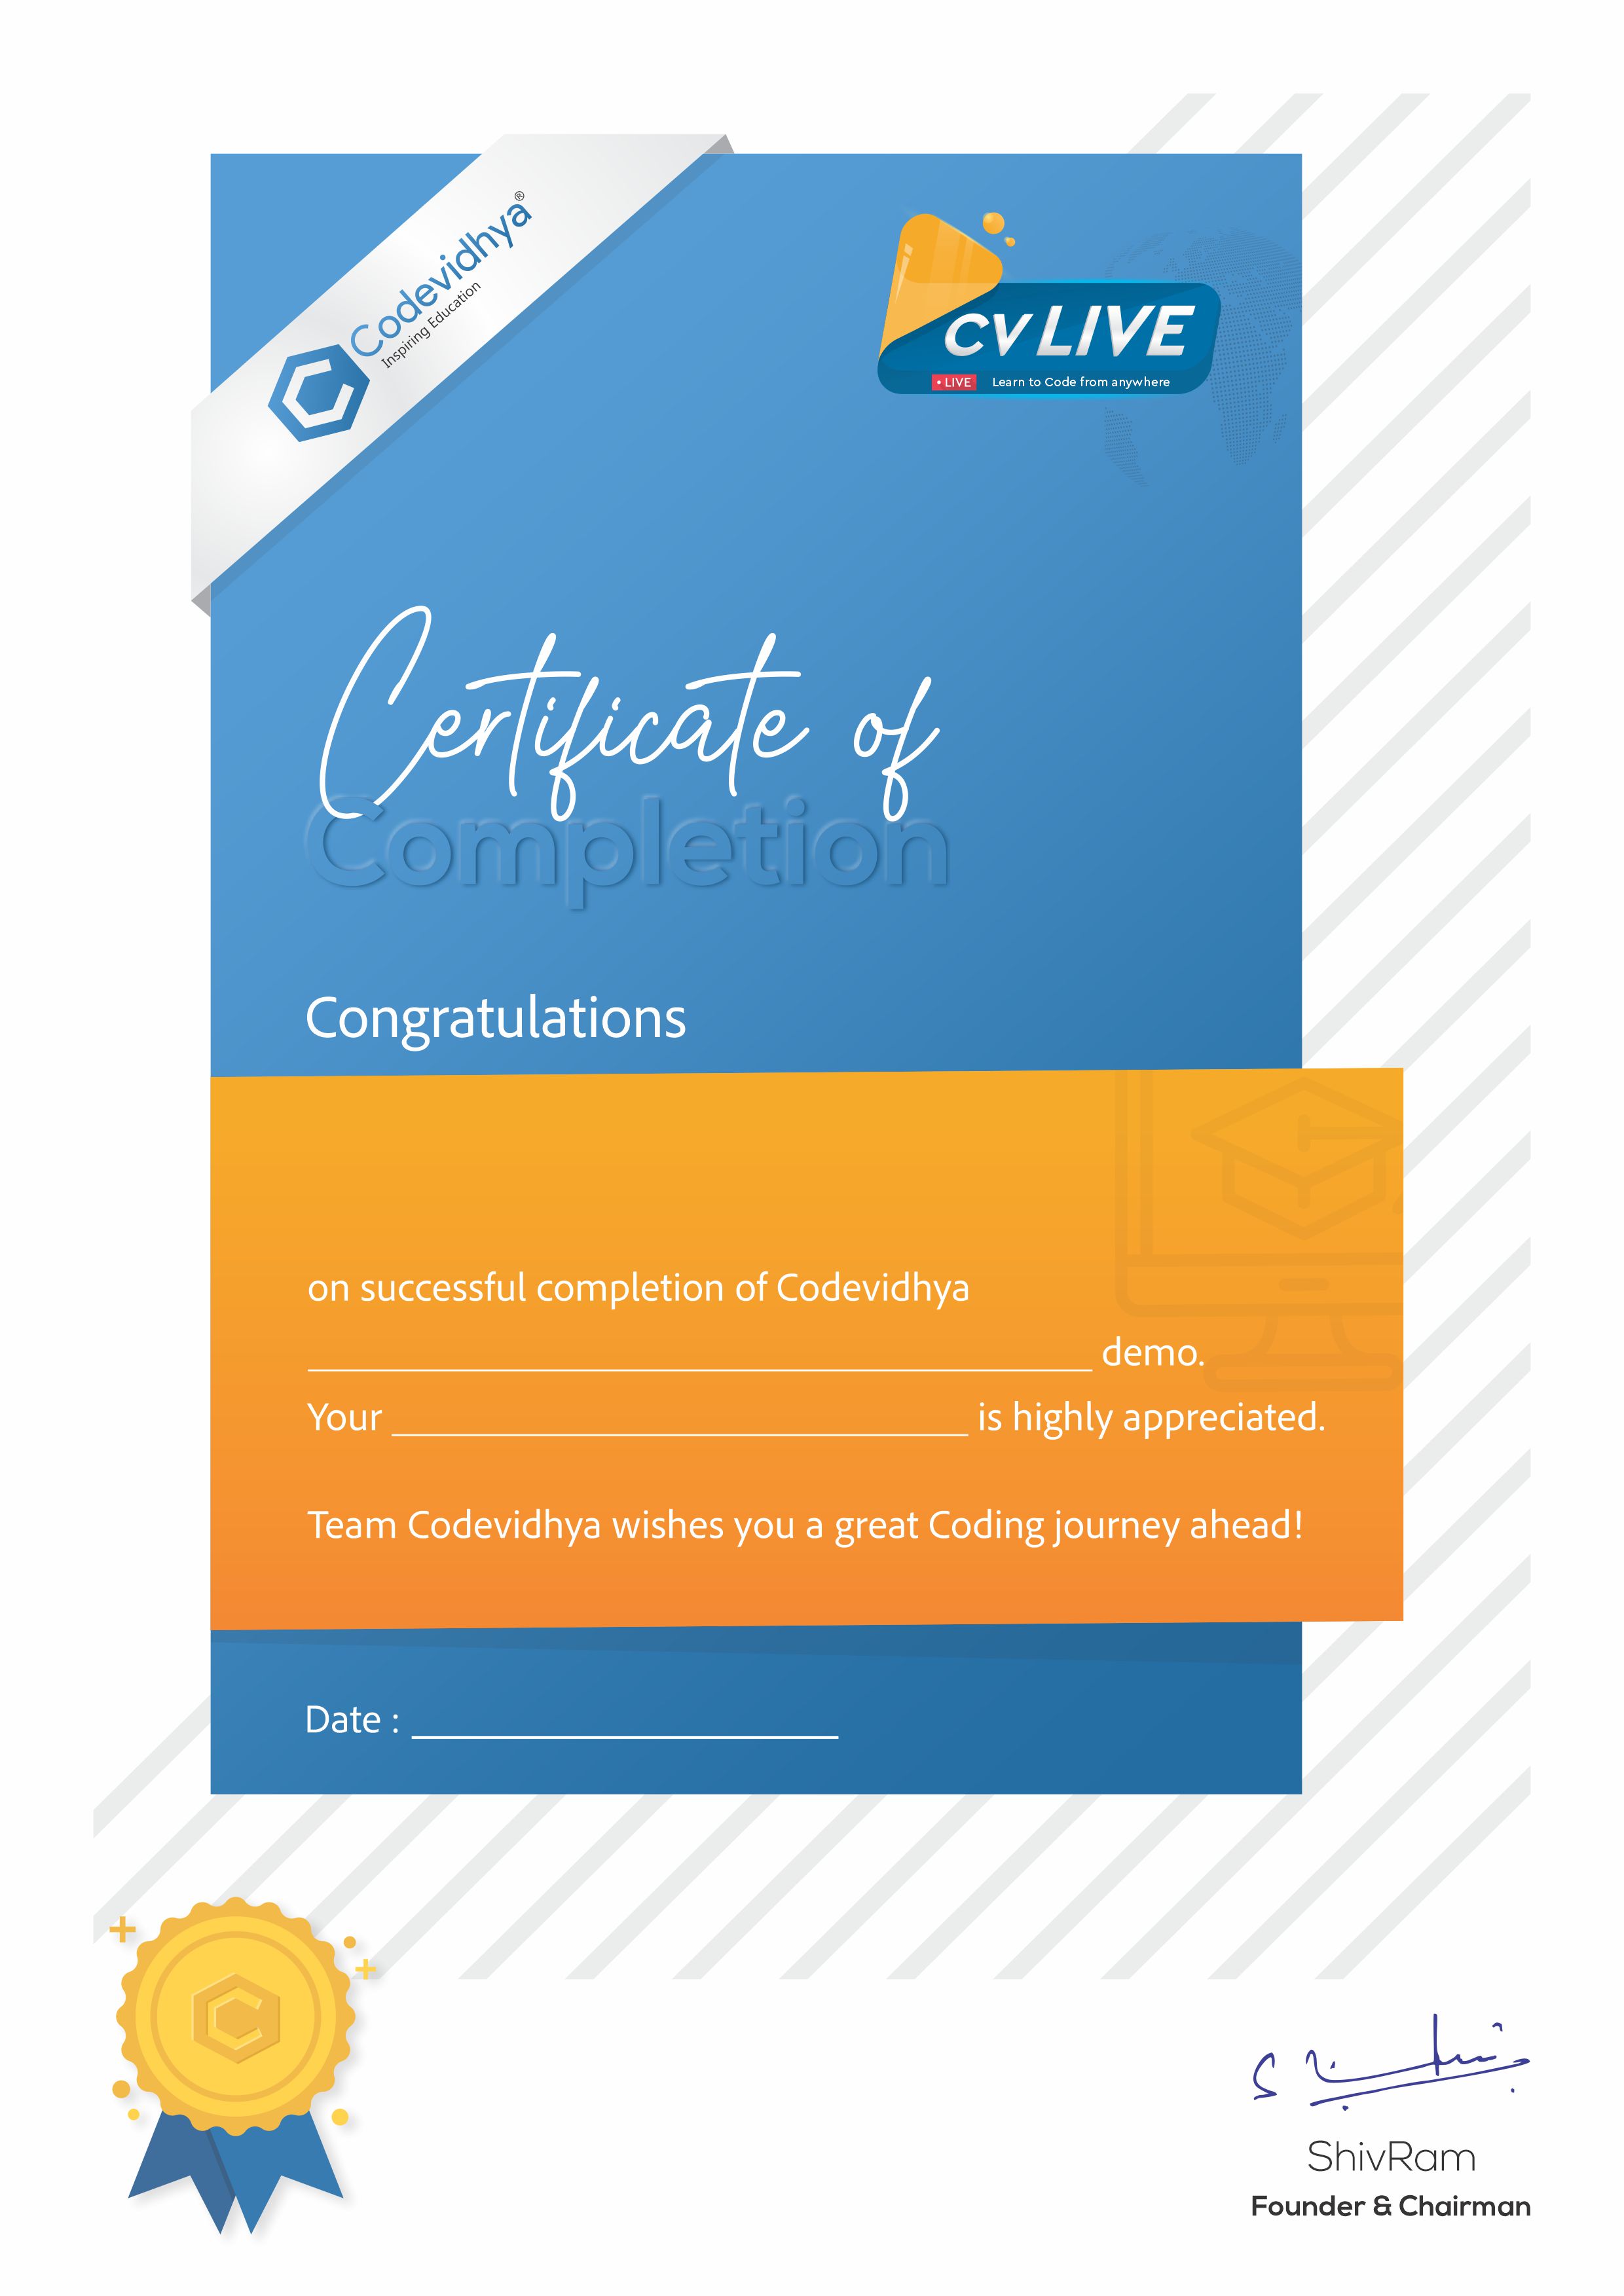 Codevidhya®
Inspiring Education
CV LIVE
• LIVE Learn to Code from anywhere
Certificate of
Completion
Congratulations
on successful completion of Codevidhya
____________________ demo.
Your ____________________ is highly appreciated.
Team Codevidhya wishes you a great Coding journey ahead!
Date : ____________________
ShivRam
Founder & Chairman